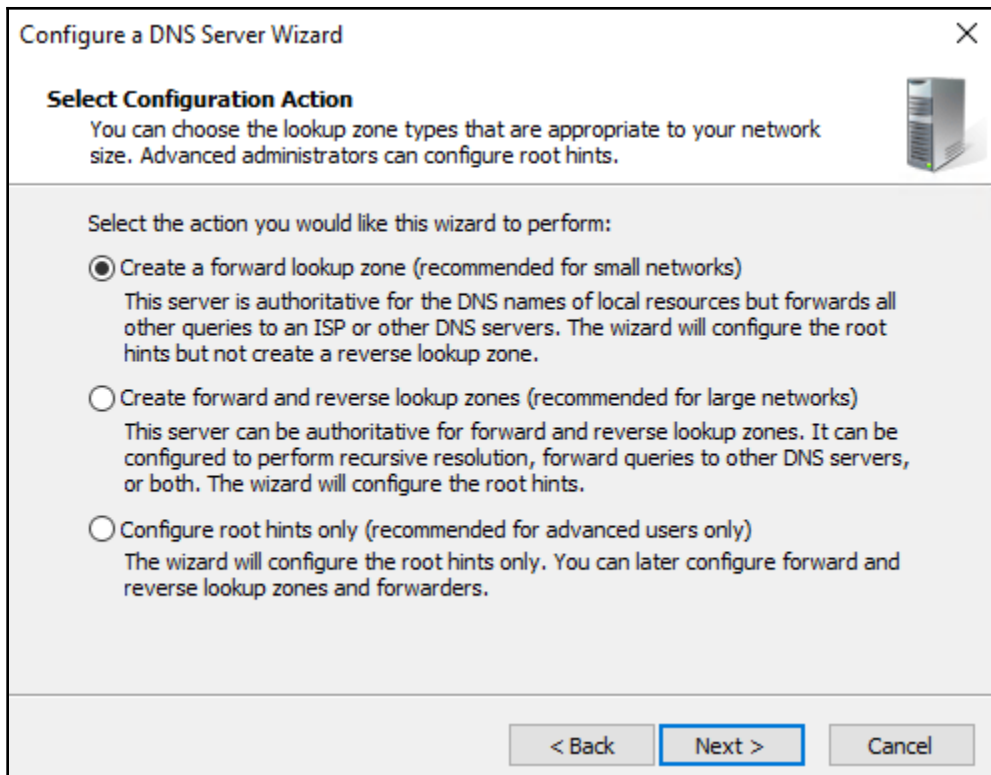 Configure a DNS Server Wizard
Select Configuration Action
You can choose the lookup zone types that are appropriate to your network
size. Advanced administrators can configure root hints.
Select the action you would like this wizard to perform:
Create a forward lookup zone (recommended for small networks)
This server is authoritative for the DNS names of local resources but forwards all
other queries to an ISP or other DNS servers. The wizard will configure the root
hints but not create a reverse lookup zone.
Create forward and reverse lookup zones (recommended for large networks)
This server can be authoritative for forward and reverse lookup zones. It can be
configured to perform recursive resolution, forward queries to other DNS servers,
or both. The wizard will configure the root hints.
Configure root hints only (recommended for advanced users only)
The wizard will configure the root hints only. You can later configure forward and
reverse lookup zones and forwarders.
< Back Next > Cancel